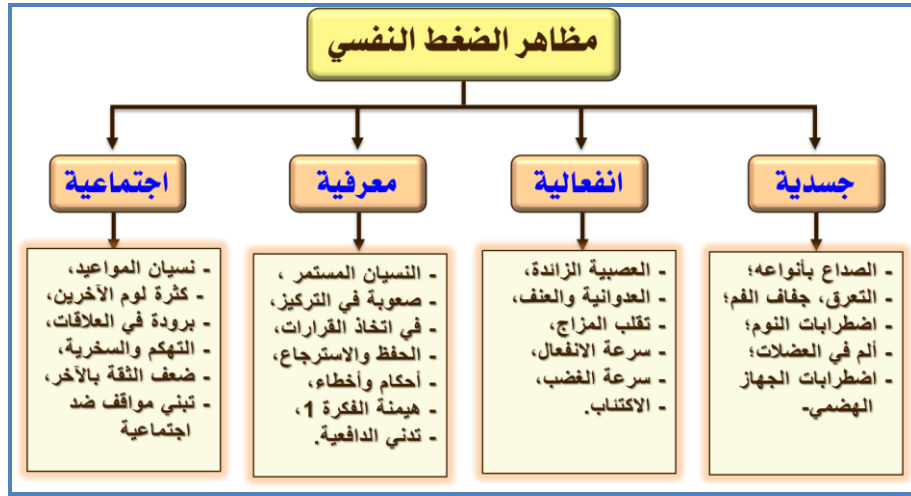 مظاهر الضغط النفسي
جسدية
- الصداع بأنواعه؛
- التعرق، جفاف الفم؛
- اضطرابات النوم؛
- ألم في العضلات؛
- اضطرابات الجهاز
الهضمي-
انفعالية
- العصبية الزائدة،
- العدوانية والعنف،
- تقلب المزاج،
- سرعة الانفعال،
- سرعة الغضب،
- الاكتئاب.
معرفية
- النسيان المستمر ،
- صعوبة في التركيز،
- في اتخاذ القرارات،
- الحفظ والاسترجاع،
- أحكام وأخطاء،
- هيمنة الفكرة 1،
- تدني الدافعية.
اجتماعية
- نسيان المواعيد،
- كثرة لوم الآخرين،
- برودة في العلاقات،
- التهكم والسخرية،
- ضعف الثقة بالآخر،
- تبني مواقف ضد
اجتماعية